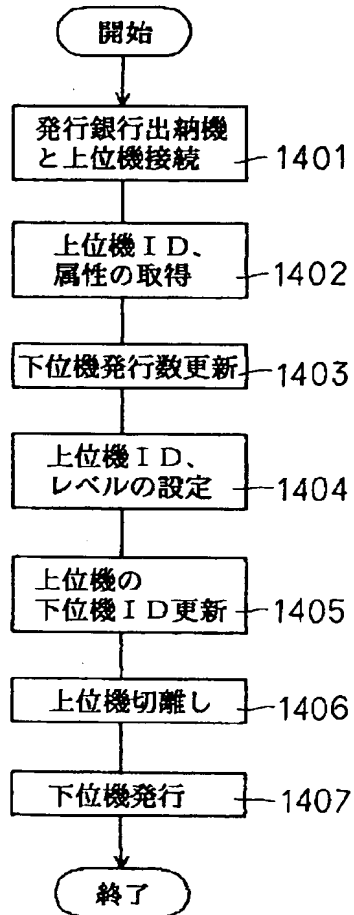 開始
発行銀行出納機
と上位機接続
1401
上位機ＩＤ、
属性の取得
1402
下位機発行数更新
1403
上位機ＩＤ、
レベルの設定
1404
上位機の
下位機ＩＤ更新
1405
上位機切離し
1406
下位機発行
1407
終了